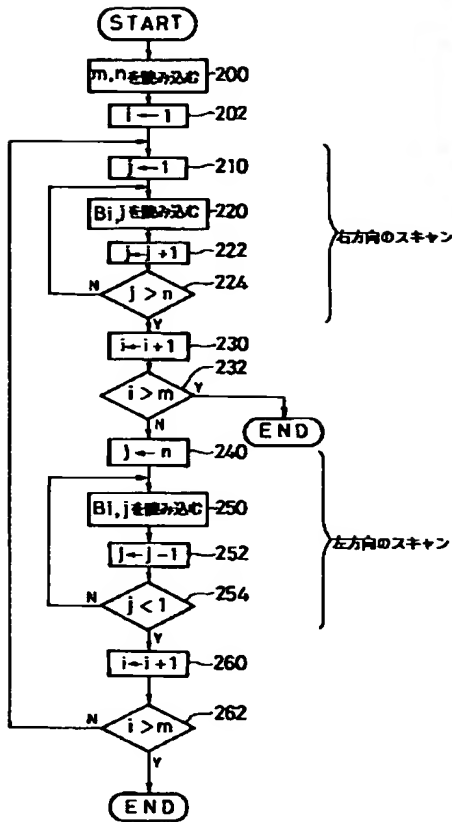 START
m,nを読み込む 200
i←1 202
j←1 210
Bi,jを読み込む 220
j←j+1 222
N j>n 224
Y
右方向のスキャン
i←i+1 230
i>m Y 232
N
END
j←n 240
Bi,jを読み込む 250
j←j-1 252
N j<1 254
Y
左方向のスキャン
i←i+1 260
N i>m 262
Y
END